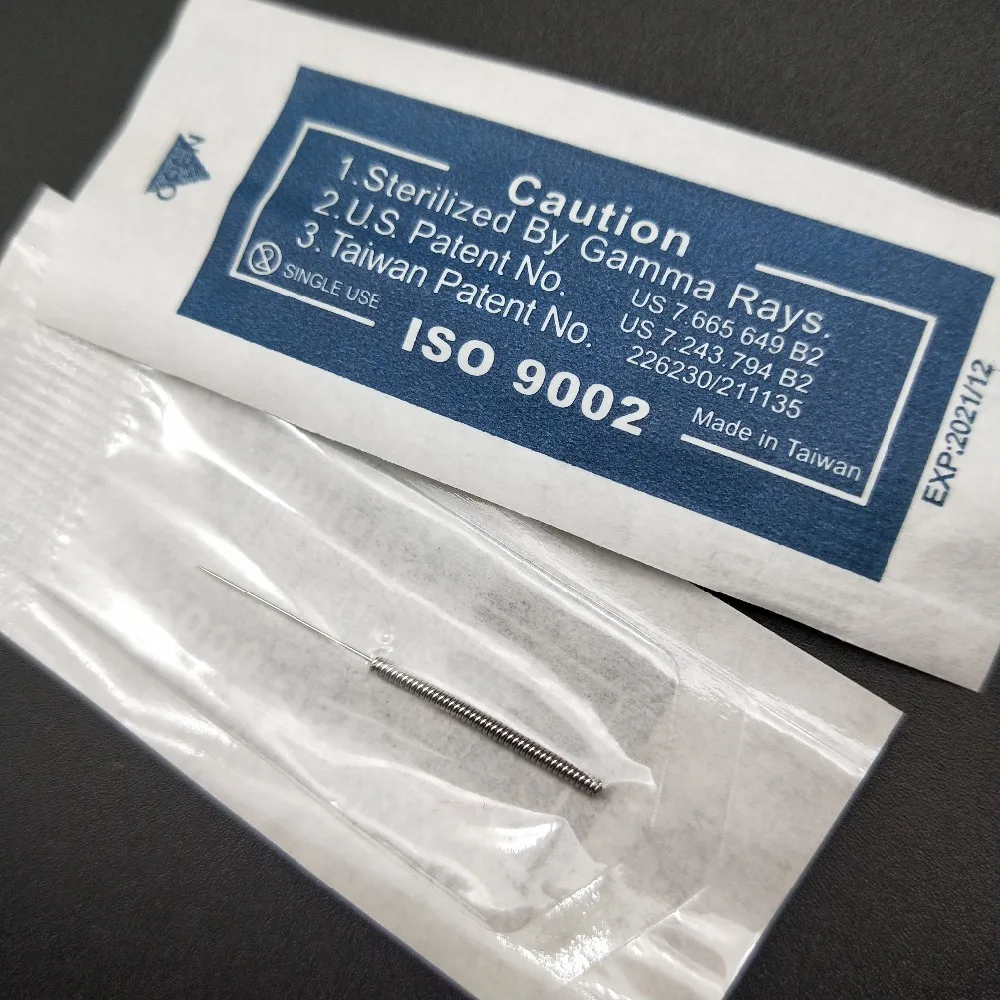 Caution
1.Sterilized By Gamma Rays.
2.U.S. Patent No. US 7.665 649 B2
US 7.243.794 B2
3. Taiwan Patent No. 226230/211135
SINGLE USE
ISO 9002
Made in Taiwan
EXP:2021/12